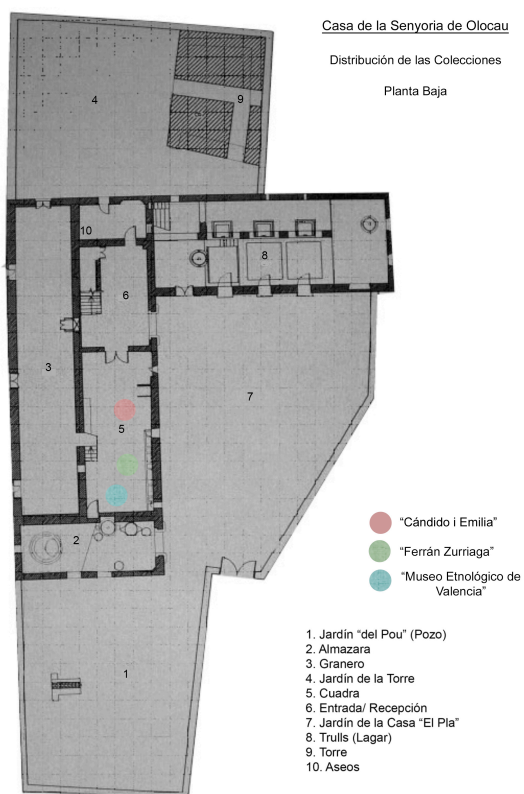 Casa de la Senyoria de Olocau
Distribución de las Colecciones
Planta Baja
4
9
10
8
6
3
7
5
2
1
“Cándido i Emilia”
“Ferrán Zurriaga”
“Museo Etnológico de
Valencia”
1. Jardín “del Pou” (Pozo)
2. Almazara
3. Granero
4. Jardín de la Torre
5. Cuadra
6. Entrada/ Recepción
7. Jardín de la Casa “El Pla”
8. Trulls (Lagar)
9. Torre
10. Aseos